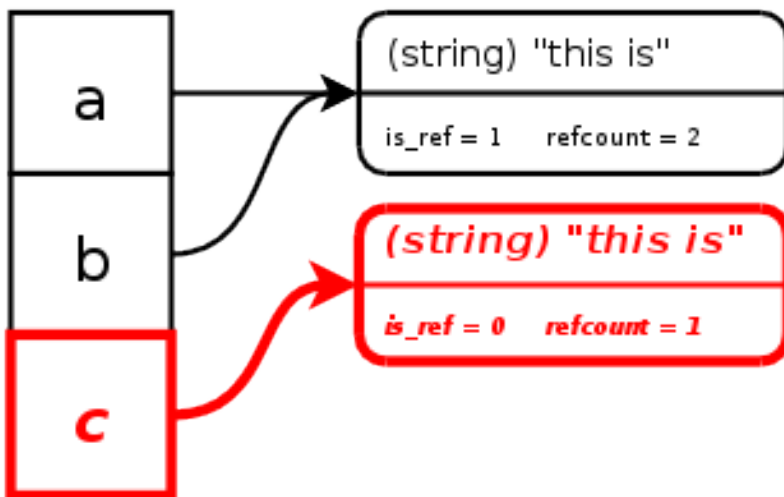 a
(string) "this is"
is_ref = 1 refcount = 2
b
(string) "this is"
is_ref = 0 refcount = 1
c